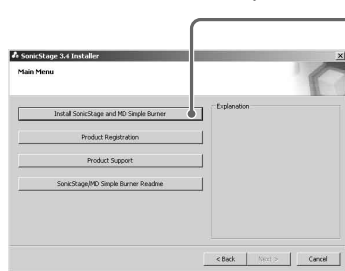 SonicStage 3.4 Installer
Main Menu
Install SonicStage and MD Simple Burner
Explanation
Product Registration
Product Support
SonicStage/MD Simple Burner Readme
< Back
Next >
Cancel